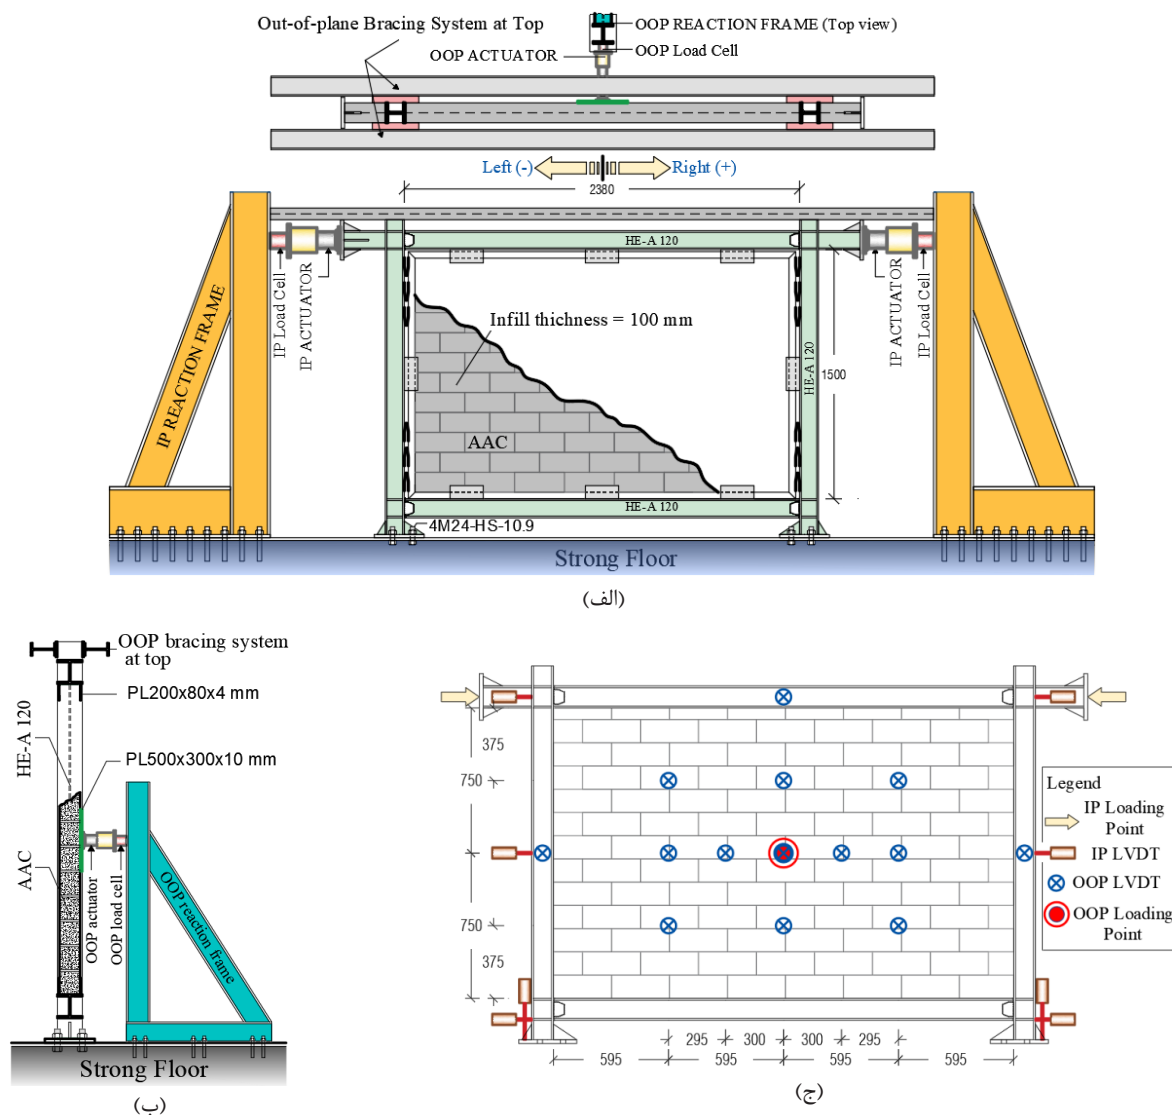 Out-of-plane Bracing System at Top
OOP REACTION FRAME (Top view)
OOP Load Cell
OOP ACTUATOR
Left (-)
Right (+)
2380
HE-A 120
IP Load Cell
IP ACTUATOR
IP REACTION FRAME
Infill thichness = 100 mm
AAC
HE-A 120
1500
IP ACTUATOR
IP Load Cell
IP REACTION FRAME
HE-A 120
4M24-HS-10.9
Strong Floor
(الف)
OOP bracing system
at top
PL200x80x4 mm
HE-A 120
PL500x300x10 mm
AAC
OOP actuator
OOP load cell
OOP reaction frame
Strong Floor
(ب)
375
750
750
375
295
300
300
295
595
595
595
595
Legend
IP Loading
Point
IP LVDT
OOP LVDT
OOP Loading
Point
(ج)